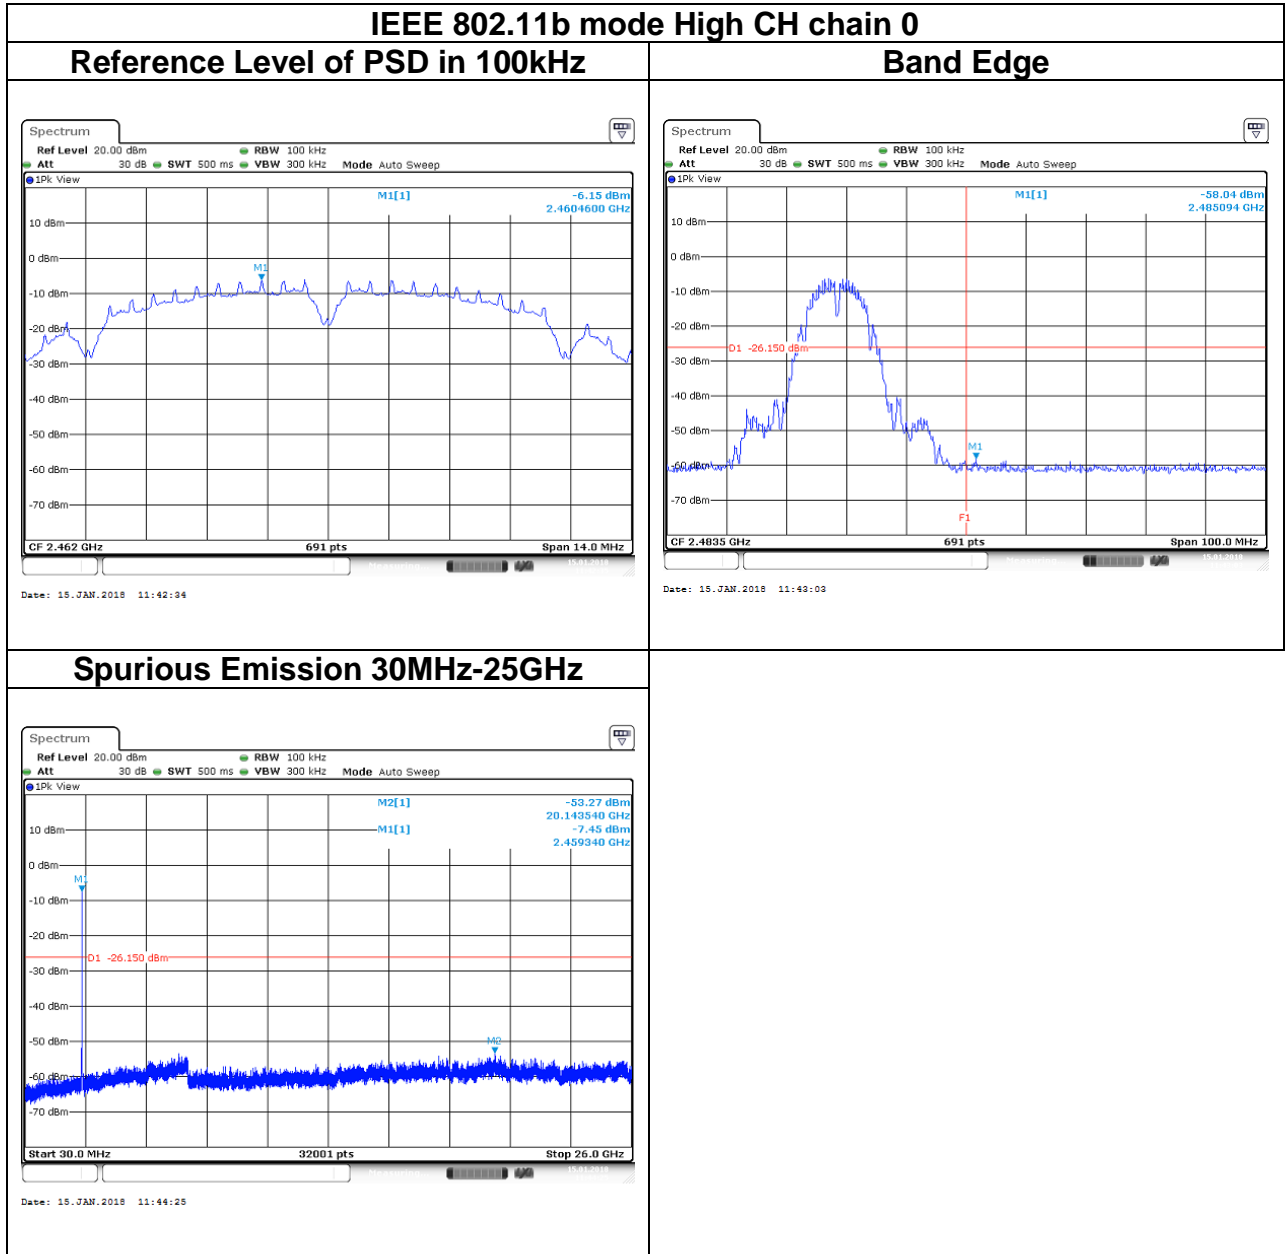 IEEE 802.11b mode High CH chain 0
Reference Level of PSD in 100kHz
Spectrum
Ref Level 20.00 dBm RBW 100 kHz
Att 30 dB SWT 500 ms VBW 300 kHz Mode Auto Sweep
1Pk View
M1[1] -6.15 dBm
2.4604600 GHz
10 dBm
0 dBm
M1
-10 dBm
-20 dBm
-30 dBm
-40 dBm
-50 dBm
-60 dBm
-70 dBm
CF 2.462 GHz 691 pts Span 14.0 MHz
Date: 15.JAN.2018 11:42:34
Band Edge
Spectrum
Ref Level 20.00 dBm RBW 100 kHz
Att 30 dB SWT 500 ms VBW 300 kHz Mode Auto Sweep
1Pk View
M1[1] -58.04 dBm
2.485094 GHz
10 dBm
0 dBm
-10 dBm
-20 dBm
D1 -26.150 dBm
-30 dBm
-40 dBm
-50 dBm
M1
-60 dBm
-70 dBm
F1
CF 2.4835 GHz 691 pts Span 100.0 MHz
Date: 15.JAN.2018 11:43:03
Spurious Emission 30MHz-25GHz
Spectrum
Ref Level 20.00 dBm RBW 100 kHz
Att 30 dB SWT 500 ms VBW 300 kHz Mode Auto Sweep
1Pk View
M2[1] -53.27 dBm
20.143540 GHz
10 dBm M1[1] -7.45 dBm
2.459340 GHz
0 dBm
M1
-10 dBm
-20 dBm
D1 -26.150 dBm
-30 dBm
-40 dBm
-50 dBm
M2
-60 dBm
-70 dBm
Start 30.0 MHz 32001 pts Stop 26.0 GHz
Date: 15.JAN.2018 11:44:25